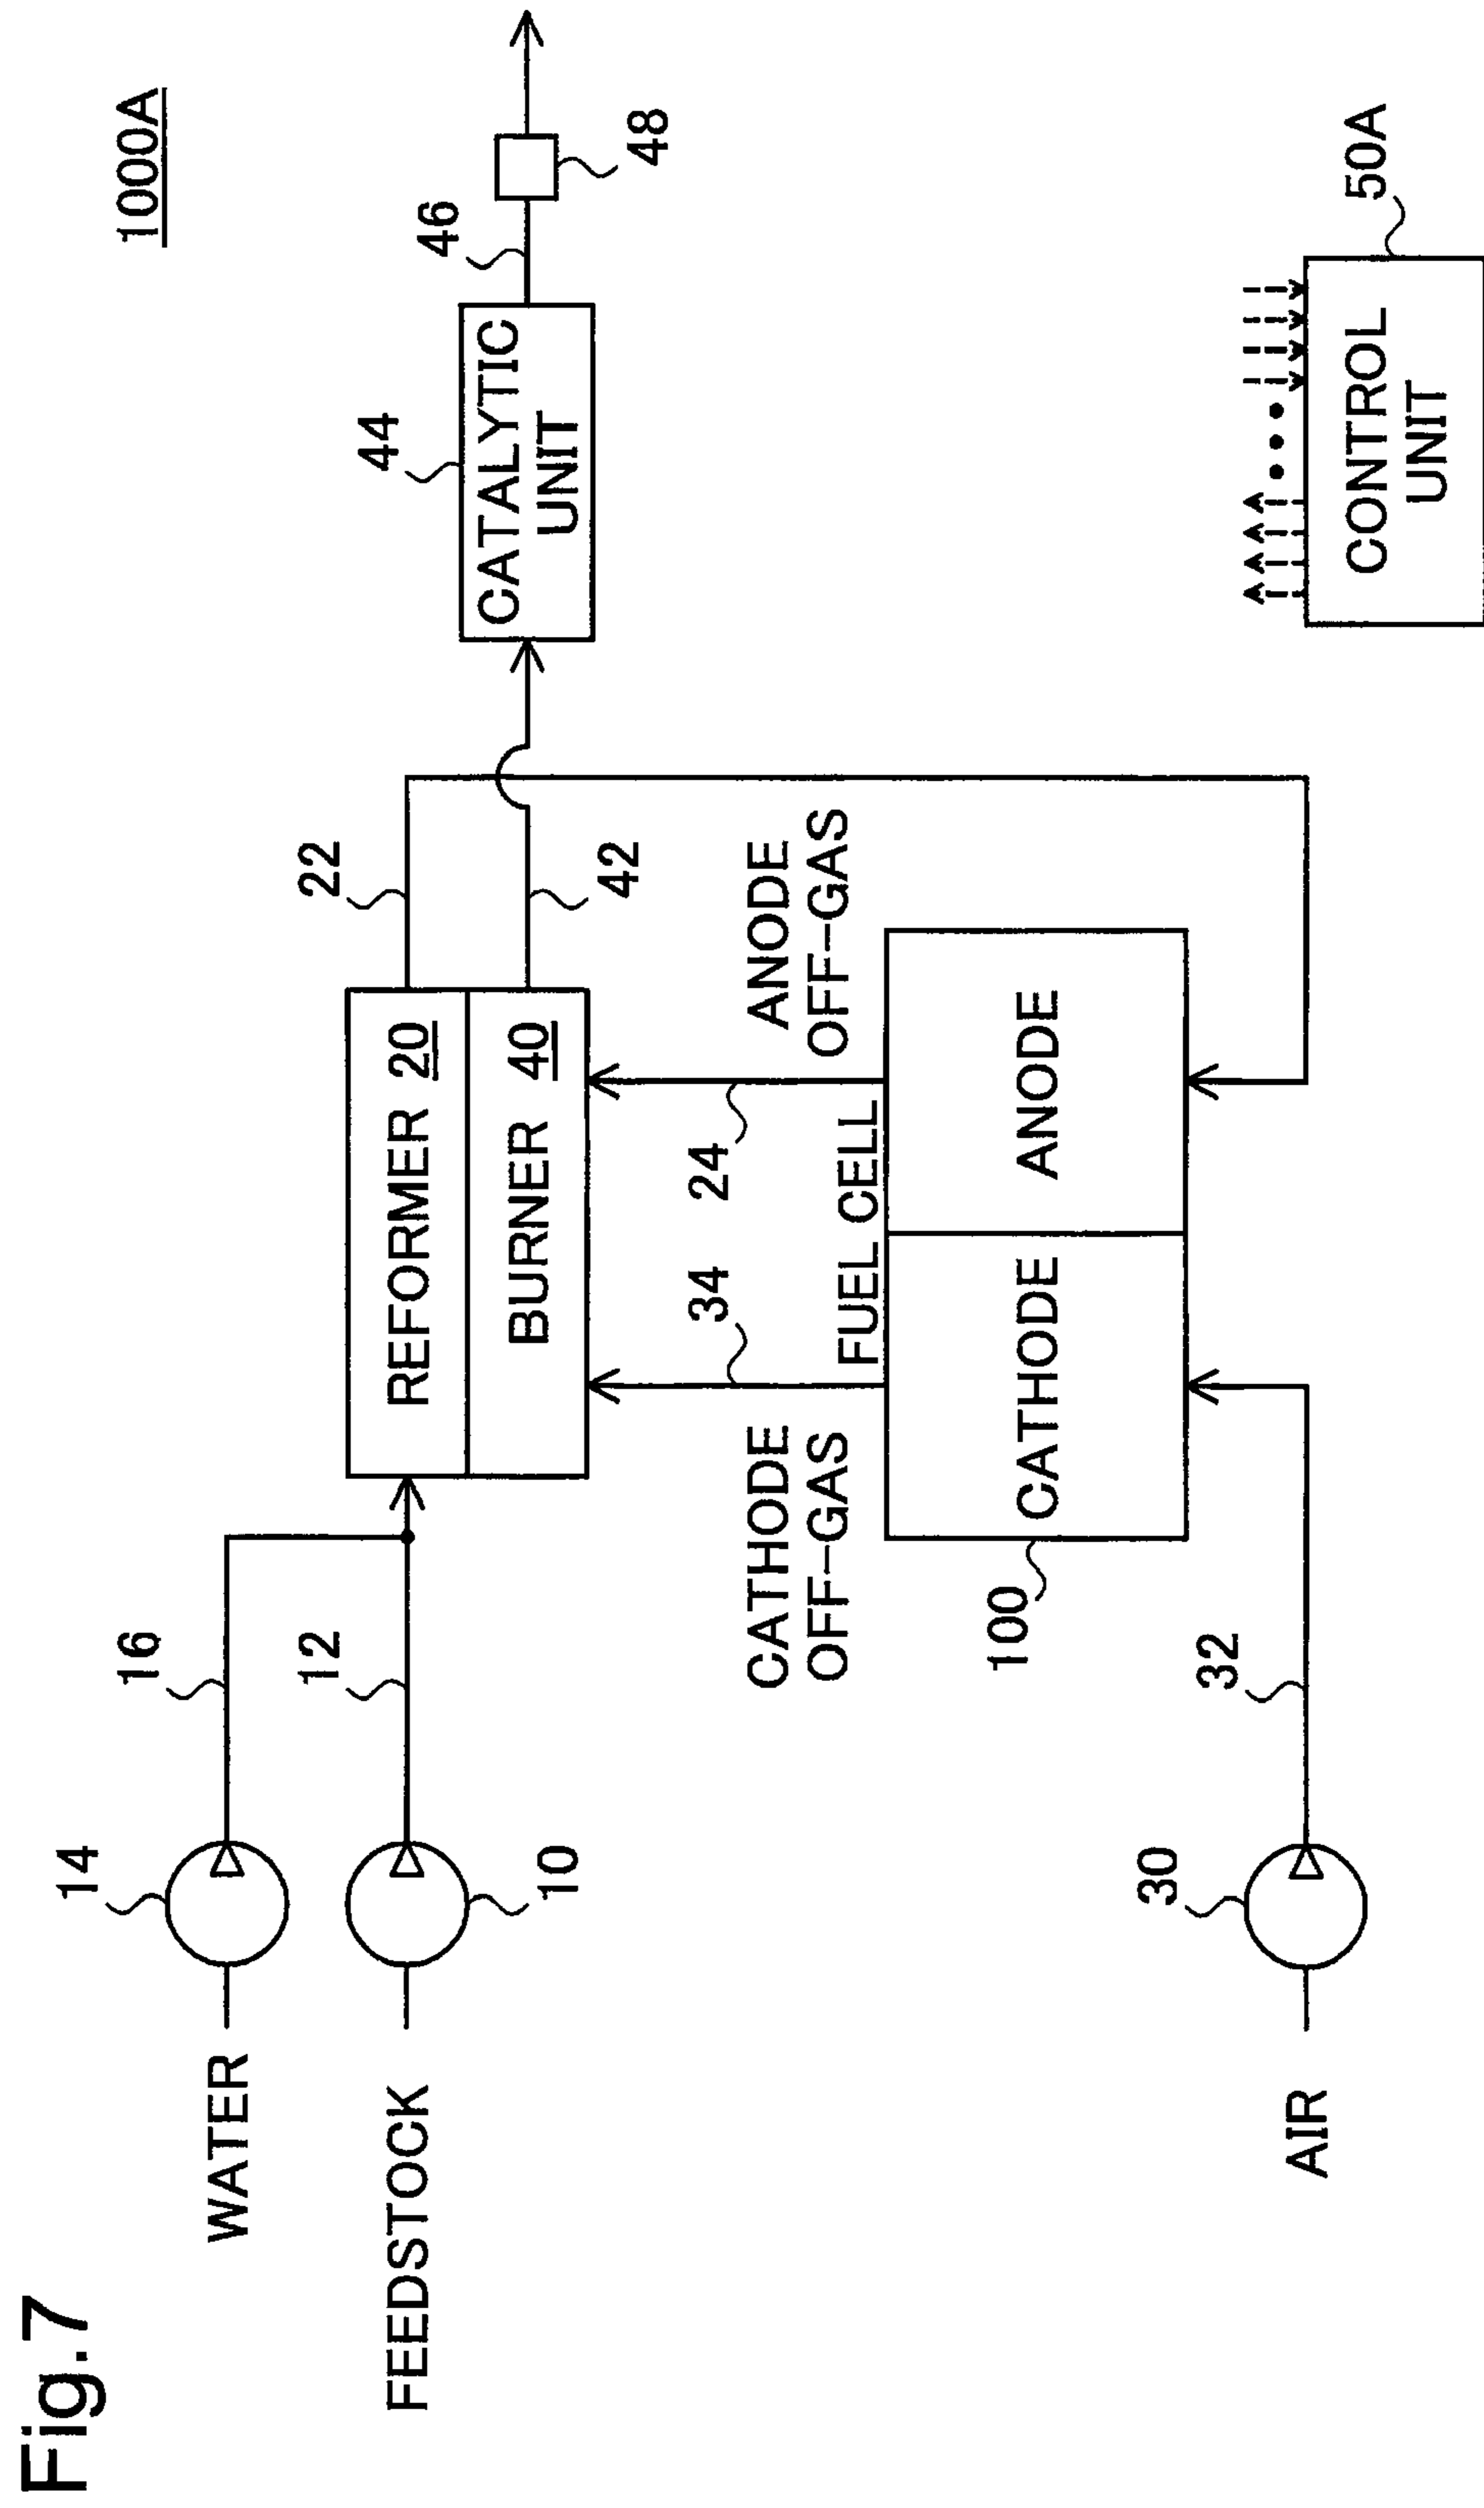 Fig.7
1000A
14
16
WATER
12
FEEDSTOCK
10
22
REFORMER 20
BURNER 40
42
44
CATALYTIC
UNIT
46
48
CATHODE
OFF-GAS
34
24
ANODE
OFF-GAS
FUEL CELL
100
CATHODE
ANODE
30
32
AIR
50A
CONTROL
UNIT